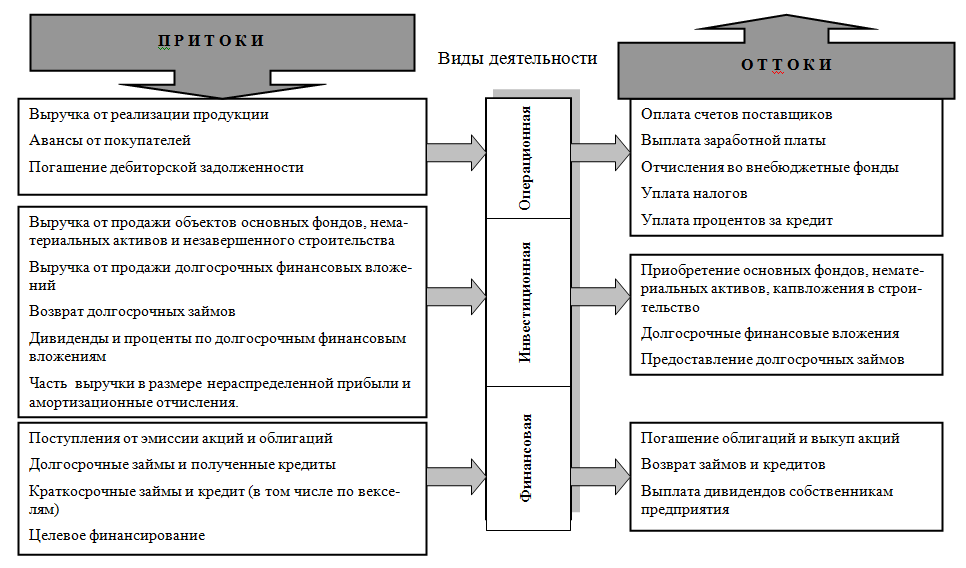 ПРИТОКИ
Виды деятельности
ОТТОКИ
Выручка от реализации продукции
Авансы от покупателей
Погашение дебиторской задолженности
Операционная
Оплата счетов поставщиков
Выплата заработной платы
Отчисления во внебюджетные фонды
Уплата налогов
Уплата процентов за кредит
Выручка от продажи объектов основных фондов, нема-
териальных активов и незавершенного строительства
Выручка от продажи долгосрочных финансовых вложе-
ний
Возврат долгосрочных займов
Дивиденды и проценты по долгосрочным финансовым
вложениям
Часть выручки в размере нераспределенной прибыли и
амортизационные отчисления.
Инвестиционная
Приобретение основных фондов, немате-
риальных активов, капвложения в строи-
тельство
Долгосрочные финансовые вложения
Предоставление долгосрочных займов
Поступления от эмиссии акций и облигаций
Долгосрочные займы и полученные кредиты
Краткосрочные займы и кредит (в том числе по вексе-
лям)
Целевое финансирование
Финансовая
Погашение облигаций и выкуп акций
Возврат займов и кредитов
Выплата дивидендов собственникам
предприятия